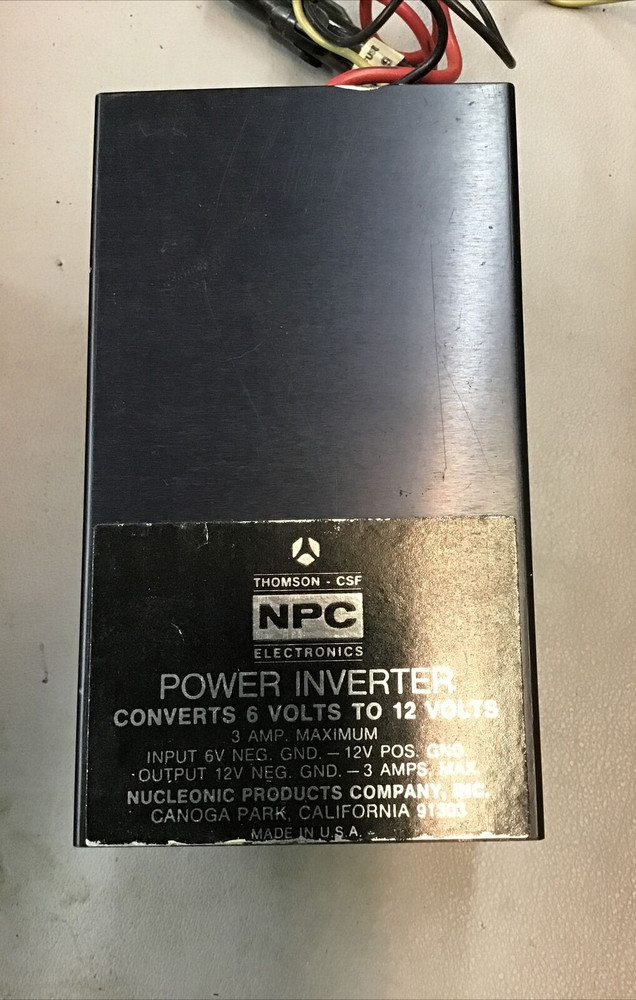 THOMSON - CSF
NPC
ELECTRONICS
POWER INVERTER
CONVERTS 6 VOLTS TO 12 VOLTS
3 AMP. MAXIMUM
INPUT 6V NEG. GND. – 12V POS. GND.
OUTPUT 12V NEG. GND. – 3 AMPS. MAX.
NUCLEONIC PRODUCTS COMPANY, INC.
CANOGA PARK, CALIFORNIA 91303
MADE IN U.S.A.